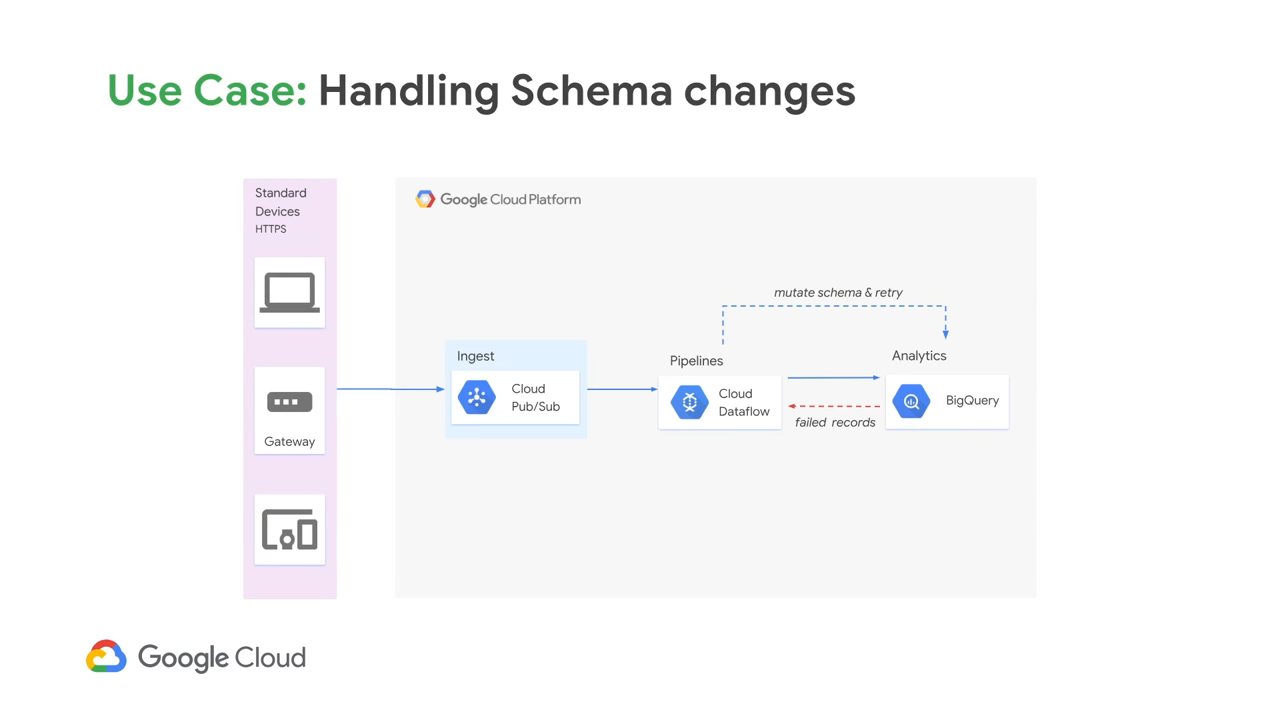 Use Case: Handling Schema changes
Standard
Devices
HTTPS
Gateway
Google Cloud Platform
Ingest
Cloud
Pub/Sub
mutate schema & retry
Pipelines
Cloud
Dataflow
failed records
Analytics
BigQuery
Google Cloud